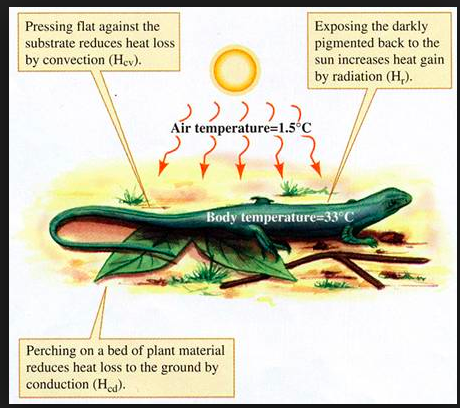 Pressing flat against the
substrate reduces heat loss
by convection (Hcv).
Exposing the darkly
pigmented back to the
sun increases heat gain
by radiation (Hr).
Air temperature=1.5°C
Body temperature=33°C
Perching on a bed of plant material
reduces heat loss to the ground by
conduction (Hcd).